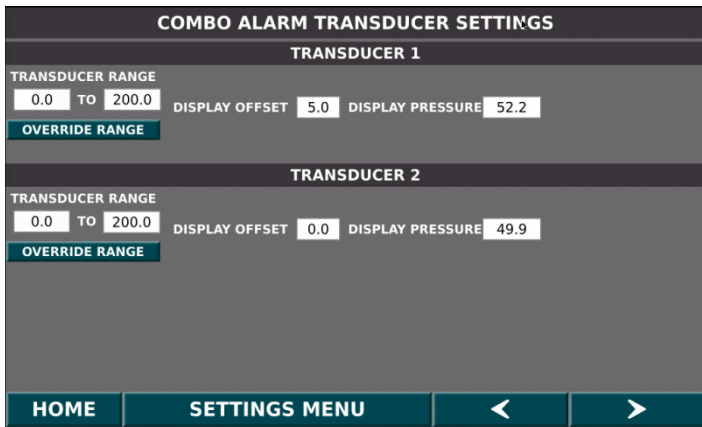 COMBO ALARM TRANSDUCER SETTINGS
TRANSDUCER 1
TRANSDUCER RANGE
0.0 TO 200.0
DISPLAY OFFSET 5.0 DISPLAY PRESSURE 52.2
OVERRIDE RANGE
TRANSDUCER 2
TRANSDUCER RANGE
0.0 TO 200.0
DISPLAY OFFSET 0.0 DISPLAY PRESSURE 49.9
OVERRIDE RANGE
HOME SETTINGS MENU < >